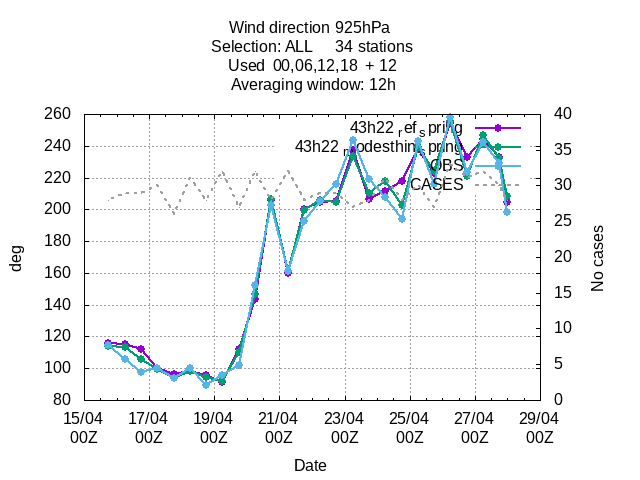 Wind direction 925hPa
Selection: ALL 34 stations
Used 00,06,12,18 + 12
Averaging window: 12h
260 40
240 35
220 30
200 25
180
160 20
140 15
120 10
100 5
80 0
deg
No cases
43h22_ref_spring
43h22_modesthin_spring
OBS
CASES
15/04 17/04 19/04 21/04 23/04 25/04 27/04 29/04
00Z 00Z 00Z 00Z 00Z 00Z 00Z 00Z
Date